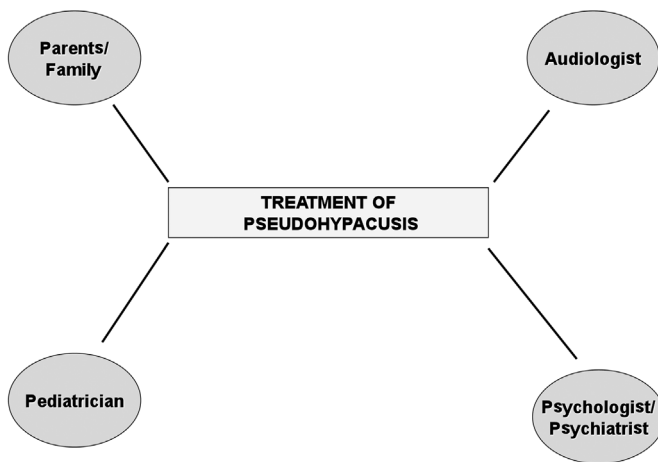 Parents/
Family
Audiologist
TREATMENT OF
PSEUDOHYPACUSIS
Pediatrician
Psychologist/
Psychiatrist